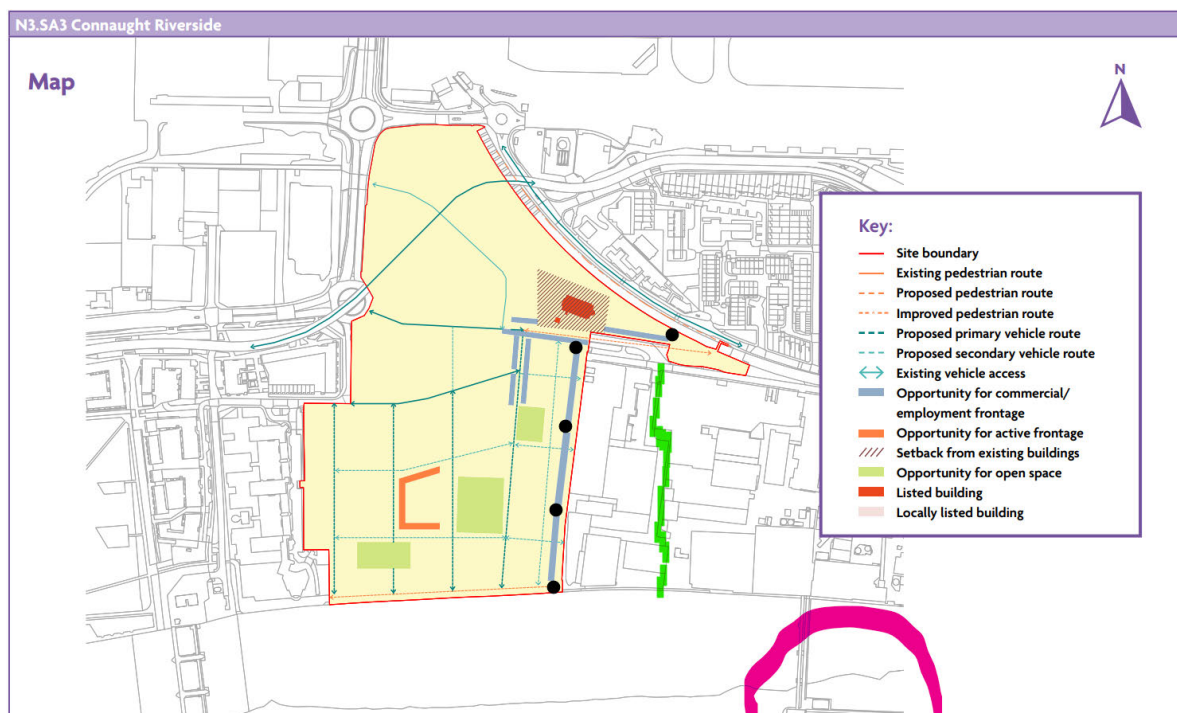 N3.SA3 Connaught Riverside
Map
N
Key:
Site boundary
Existing pedestrian route
Proposed pedestrian route
Improved pedestrian route
Proposed primary vehicle route
Proposed secondary vehicle route
Existing vehicle access
Opportunity for commercial/
employment frontage
Opportunity for active frontage
Setback from existing buildings
Opportunity for open space
Listed building
Locally listed building